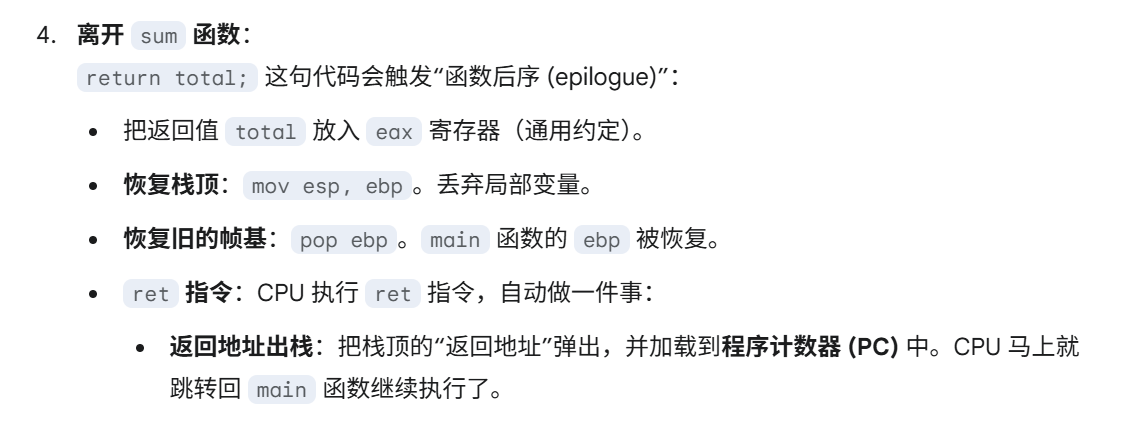 4. 离开 sum 函数：
return total; 这句代码会触发“函数后序 (epilogue)”：
• 把返回值 total 放入 eax 寄存器（通用约定）。
• 恢复栈顶：mov esp, ebp。丢弃局部变量。
• 恢复旧的帧基：pop ebp。main 函数的 ebp 被恢复。
• ret 指令：CPU 执行 ret 指令，自动做一件事：
• 返回地址出栈：把栈顶的“返回地址”弹出，并加载到程序计数器 (PC) 中。CPU 马上就
跳转回 main 函数继续执行了。